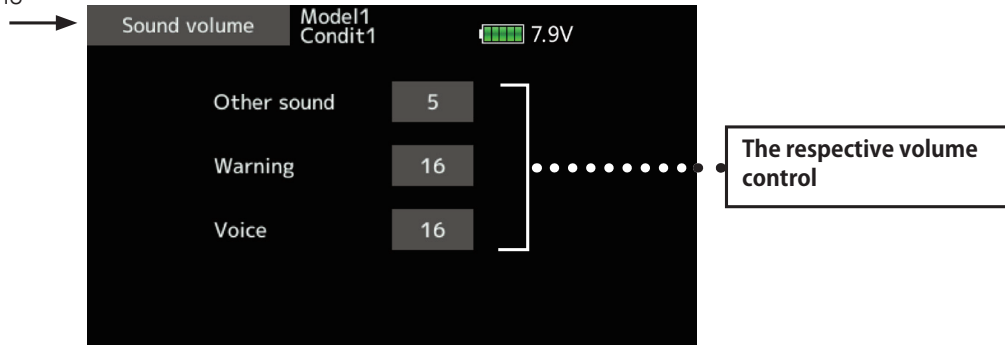 Sound volume
Model1
Condit1
7.9V
Other sound 5
Warning 16
Voice 16
The respective volume
control